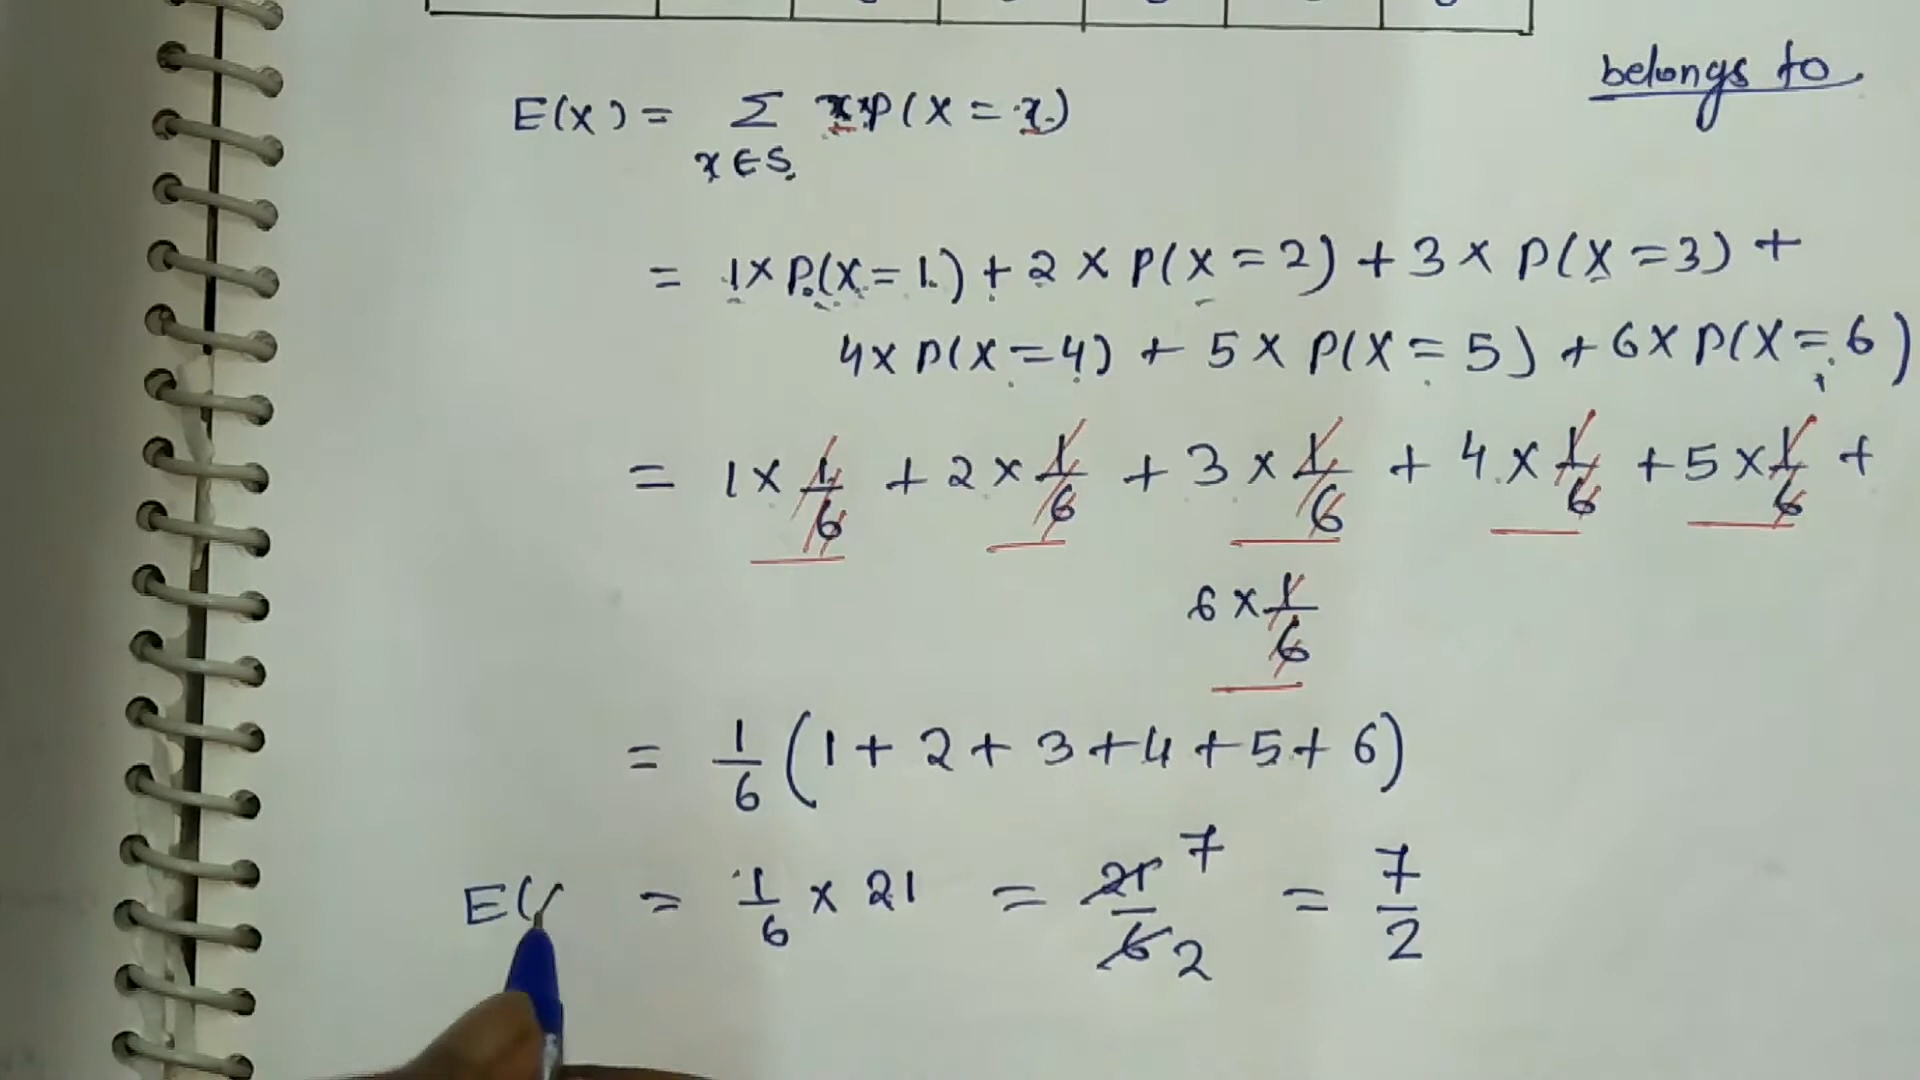 belongs to
E(X) = Σ x×P(X = x)
x ∈ S
= 1×P(X=1) + 2 × P(X=2) + 3 × P(X=3) +
4× P(X=4) + 5 × P(X=5) + 6× P(X=6)
= 1× 1/6 + 2 × 1/6 + 3 × 1/6 + 4 × 1/6 + 5 × 1/6 +
6 × 1/6
= 1/6 (1+ 2+ 3+4+5+ 6)
E( = 1/6 × 21 = 21/6 7/2 = 7/2